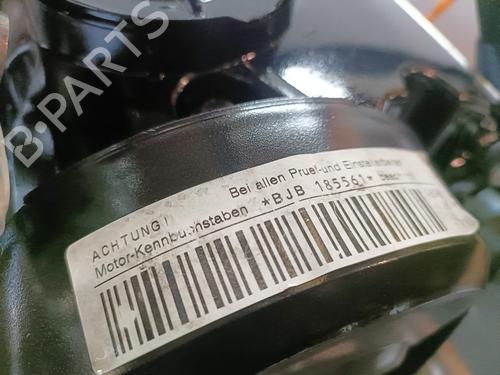 B-PARTS
ACHTUNG! Bei allen Pruef-und Einstellarbeiten
Motor-Kennbuchstaben *BJB 185561*